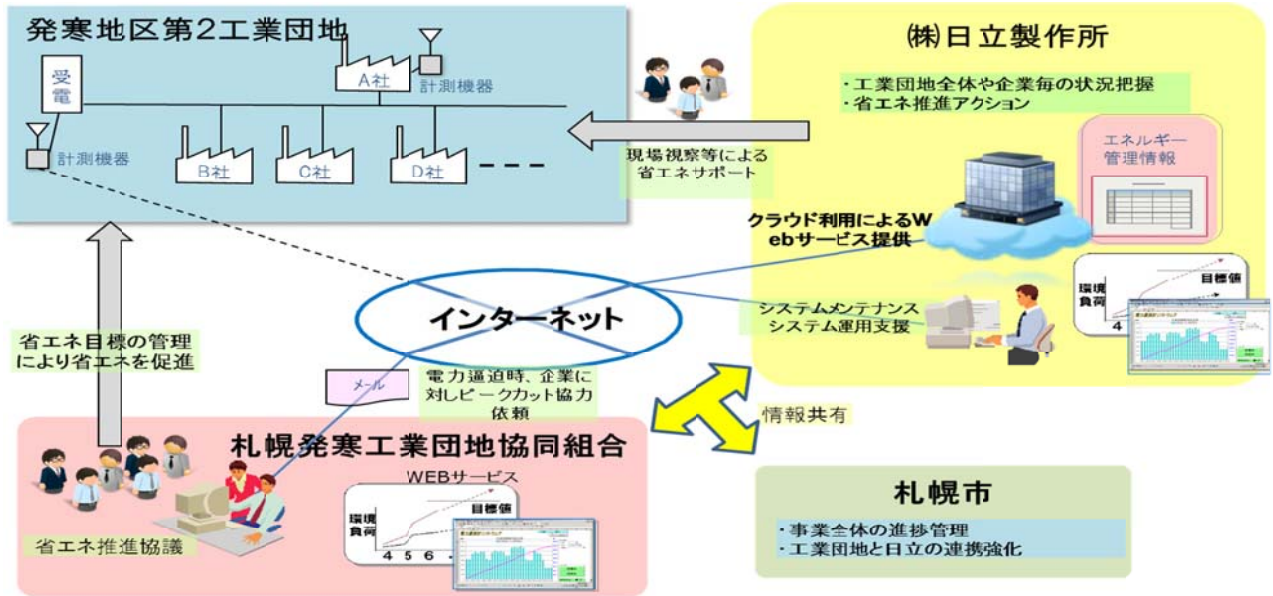 発寒地区第2工業団地
受
電
計測機器
A社
計測機器
B社
C社
D社
現場視察等による
省エネサポート
(株)日立製作所
・工業団地全体や企業毎の状況把握
・省エネ推進アクション
エネルギー
管理情報
クラウド利用によるW
ebサービス提供
システムメンテナンス
システム運用支援
環境
負荷
目標値
4
インターネット
省エネ目標の管理
により省エネを促進
メール
電力逼迫時、企業に
対しピークカット協力
依頼
情報共有
札幌発寒工業団地協同組合
WEBサービス
環境
負荷
目標値
4 5 6
省エネ推進協議
札幌市
・事業全体の進捗管理
・工業団地と日立の連携強化